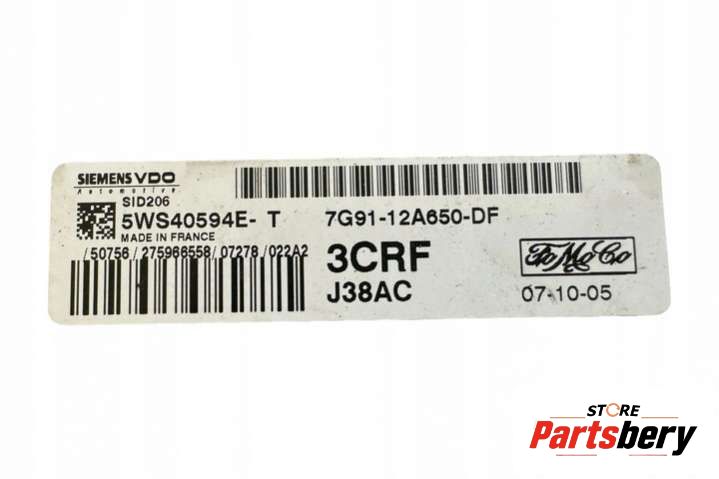 SIEMENS VDO
Automotive
SID206
5WS40594E- T
MADE IN FRANCE
/50756/275966558/07278/022A2
7G91-12A650-DF
3CRF
J38AC
FoMoCo
07-10-05
STORE
Partsbery